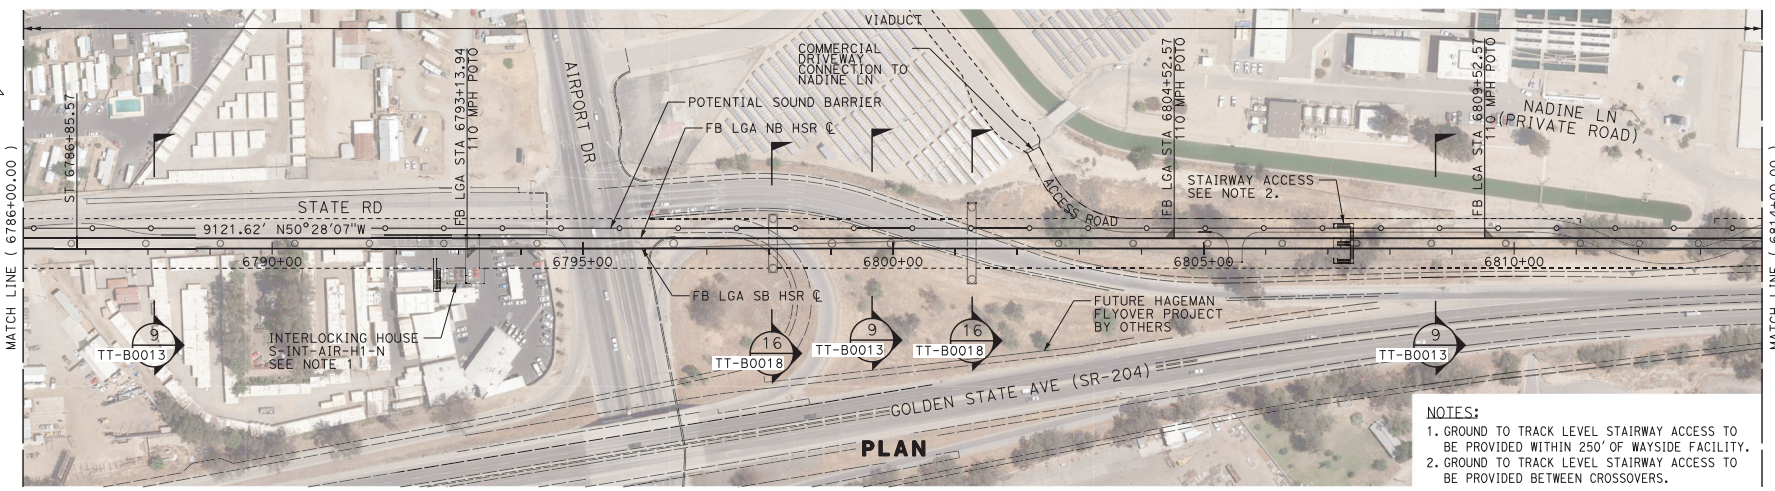 VIADUCT
COMMERCIAL
DRIVEWAY
CONNECTION TO
NADINE LN
POTENTIAL SOUND BARRIER
FB LGA NB HSR ℄
AIRPORT DR
ST 6786+85.57
FB LGA STA 6793+13.94
110 MPH POTO
FB LGA STA 6804+52.57
110 MPH POTO
FB LGA STA 6809+52.57
110 MPH POTO
NADINE LN
(PRIVATE ROAD)
STAIRWAY ACCESS
SEE NOTE 2.
ACCESS ROAD
MATCH LINE ( 6786+00.00 )
MATCH LINE ( 6814+00.00 )
STATE RD
9121.62' N50°28'07"W
6790+00
6795+00
6800+00
6805+00
6810+00
FB LGA SB HSR ℄
FUTURE HAGEMAN
FLYOVER PROJECT
BY OTHERS
INTERLOCKING HOUSE
S-INT-AIR-H1-N
SEE NOTE 1
9
TT-B0013
16
TT-B0018
9
TT-B0013
16
TT-B0018
9
TT-B0013
GOLDEN STATE AVE (SR-204)
PLAN
NOTES:
1. GROUND TO TRACK LEVEL STAIRWAY ACCESS TO
BE PROVIDED WITHIN 250' OF WAYSIDE FACILITY.
2. GROUND TO TRACK LEVEL STAIRWAY ACCESS TO
BE PROVIDED BETWEEN CROSSOVERS.